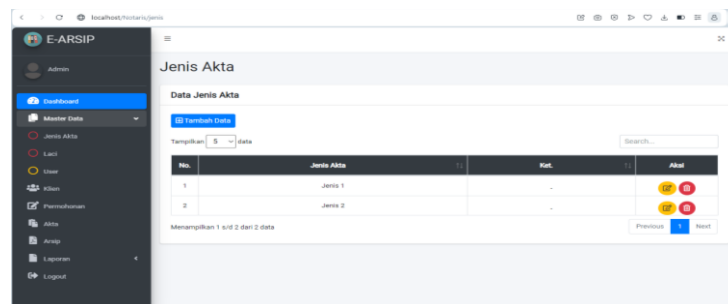 localhost/Notaris/jenis
E-ARSIP
Admin
Dashboard
Master Data
Jenis Akta
Laci
User
Klien
Permohonan
Akta
Arsip
Laporan
Logout
Jenis Akta
Data Jenis Akta
Tambah Data
Tampilkan 5 data
Search...
No. Jenis Akta Ket. Aksi
1 Jenis 1 -
2 Jenis 2 -
Menampilkan 1 s/d 2 dari 2 data
Previous 1 Next